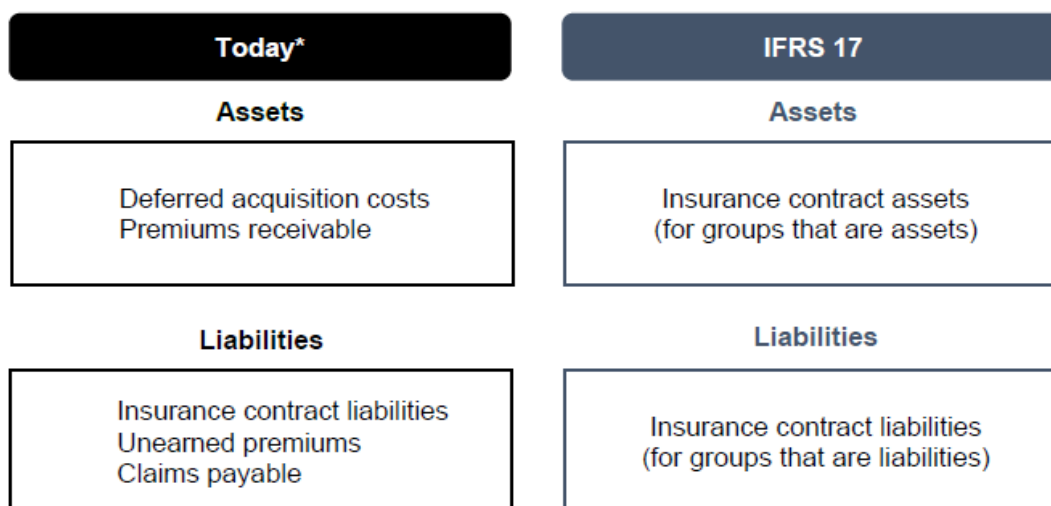 Today*
IFRS 17
Assets
Assets
Deferred acquisition costs
Premiums receivable
Insurance contract assets
(for groups that are assets)
Liabilities
Liabilities
Insurance contract liabilities
Unearned premiums
Claims payable
Insurance contract liabilities
(for groups that are liabilities)